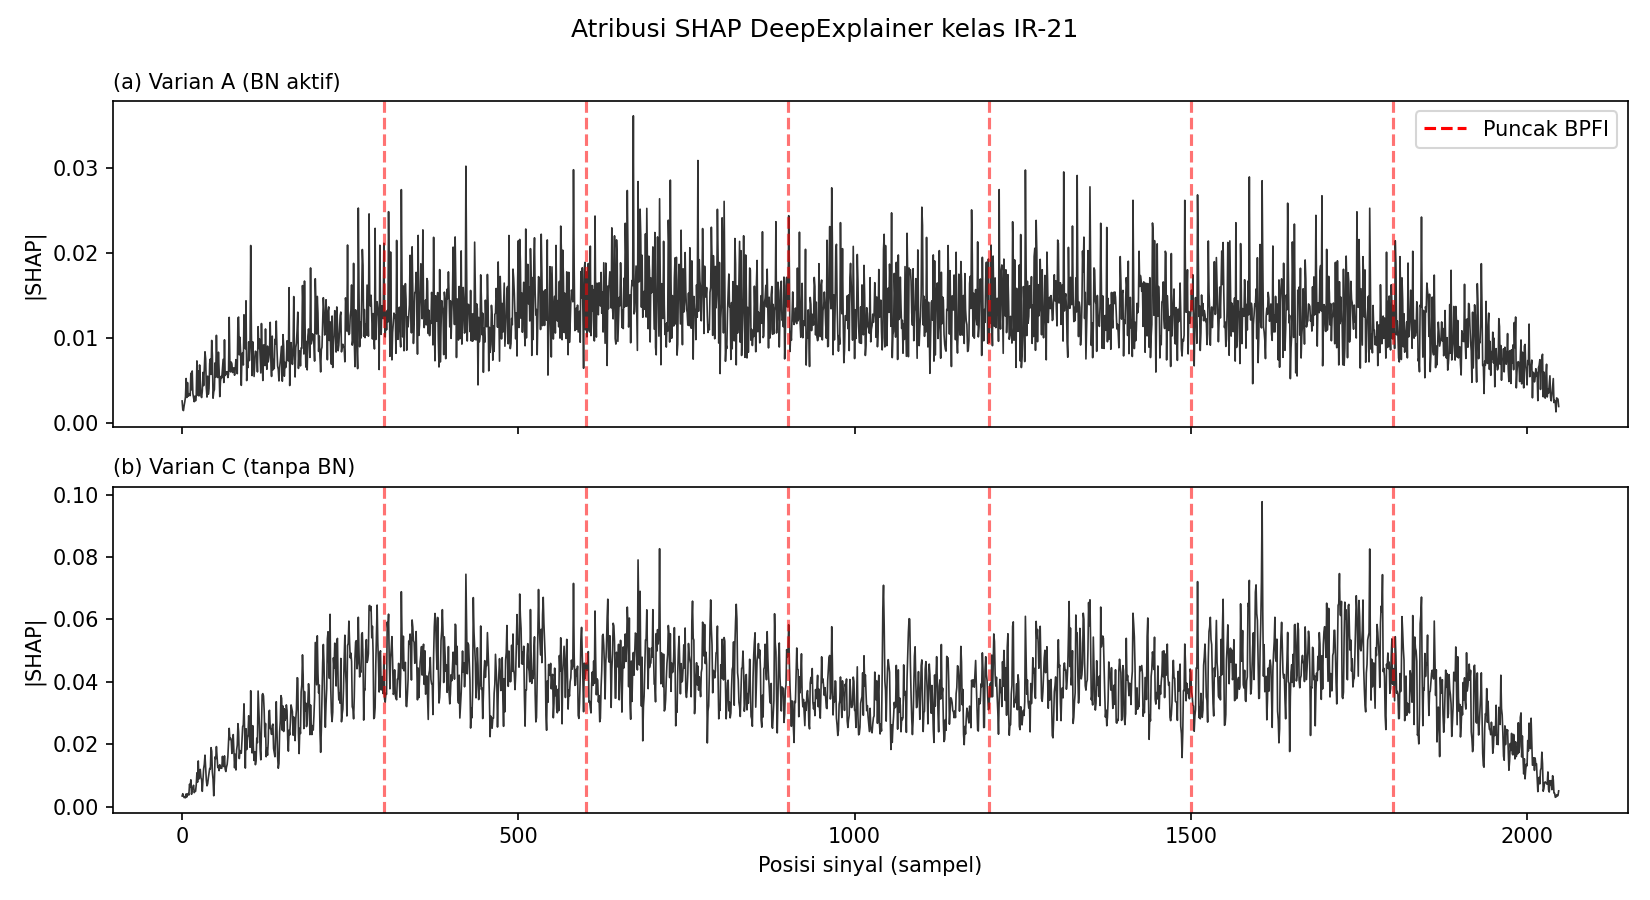 Atribusi SHAP DeepExplainer kelas IR-21
(a) Varian A (BN aktif)
Puncak BPFI
|SHAP|
0.03
0.02
0.01
0.00
(b) Varian C (tanpa BN)
|SHAP|
0.10
0.08
0.06
0.04
0.02
0.00
0 500 1000 1500 2000
Posisi sinyal (sampel)